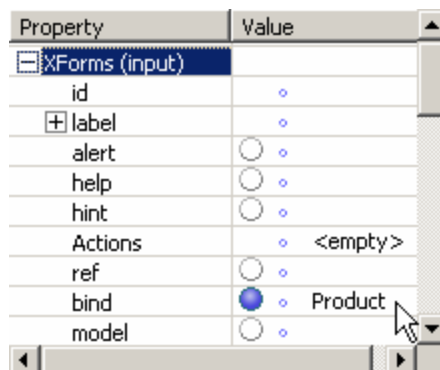 Property Value
XForms (input)
id
label
alert
help
hint
Actions <empty>
ref
bind Product
model